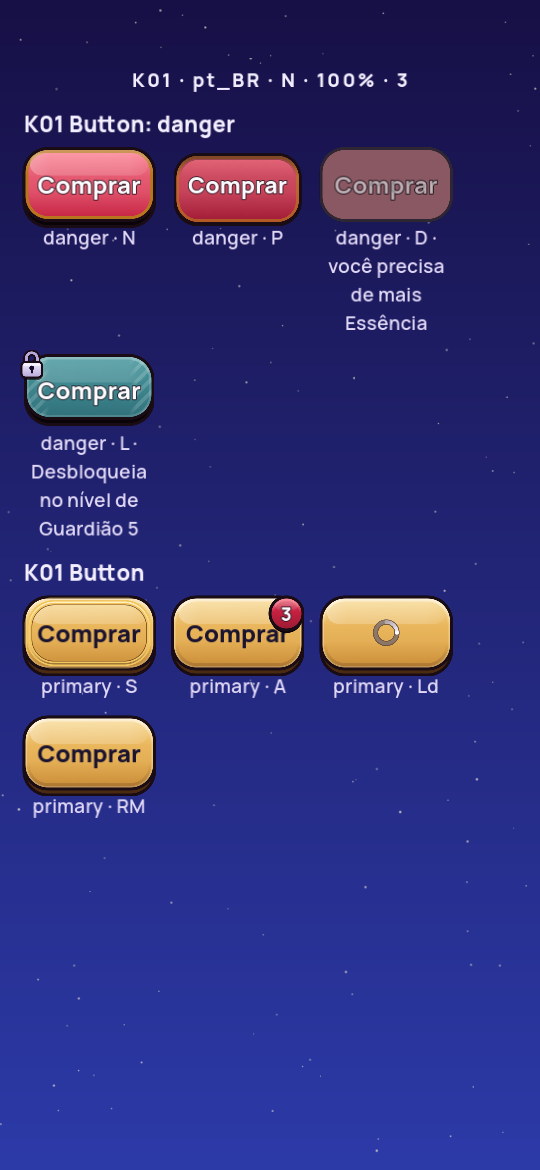 K01 · pt_BR · N · 100% · 3
K01 Button: danger
Comprar Comprar Comprar
danger · N danger · P danger · D ·
você precisa
de mais
Essência
Comprar
danger · L ·
Desbloqueia
no nível de
Guardião 5
K01 Button
3
Comprar Comprar
primary · S primary · A primary · Ld
Comprar
primary · RM